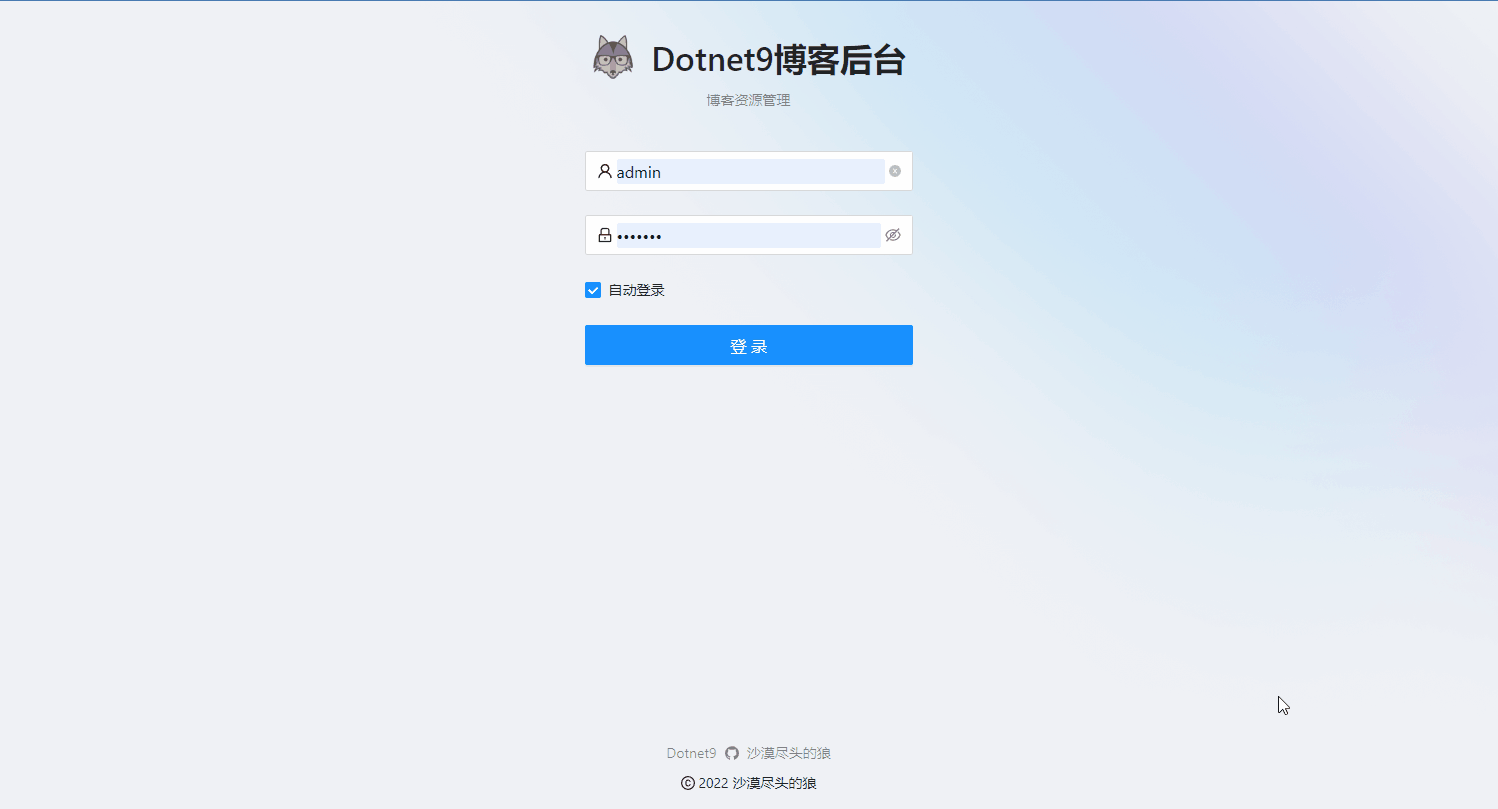 Dotnet9博客后台
博客资源管理
admin
•••••••
自动登录
登 录
Dotnet9 沙漠尽头的狼
© 2022 沙漠尽头的狼